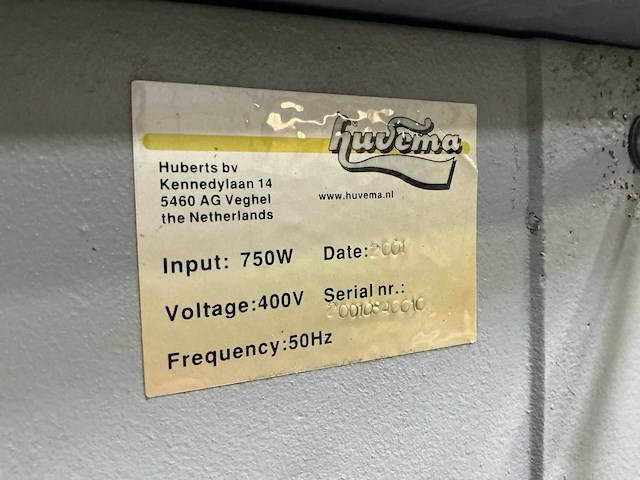 huvema
Huberts bv
Kennedylaan 14
5460 AG Veghel
the Netherlands
www.huvema.nl
Input: 750W
Date: 2001
Voltage:400V
Serial nr.:
Frequency:50Hz